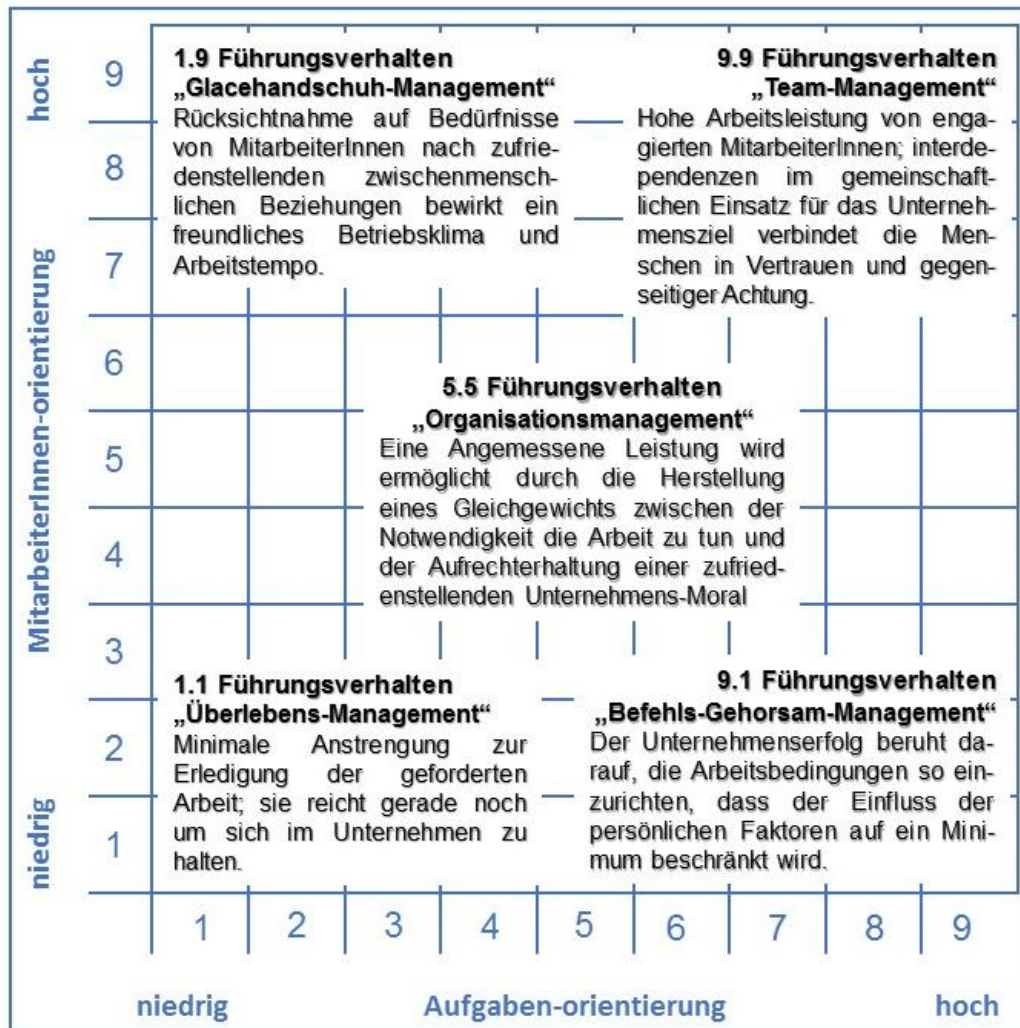 hoch
MitarbeiterInnen-orientierung
niedrig
9
8
7
6
5
4
3
2
1
1.9 Führungsverhalten
„Glacehandschuh-Management“
Rücksichtnahme auf Bedürfnisse
von MitarbeiterInnen nach zufrie-
denstellenden zwischenmensch-
lichen Beziehungen bewirkt ein
freundliches Betriebsklima und
Arbeitstempo.
9.9 Führungsverhalten
„Team-Management“
Hohe Arbeitsleistung von enga-
gierten MitarbeiterInnen; interde-
pendenzen im gemeinschaft-
lichen Einsatz für das Unterneh-
mensziel verbindet die Men-
schen in Vertrauen und gegen-
seitiger Achtung.
5.5 Führungsverhalten
„Organisationsmanagement“
Eine Angemessene Leistung wird
ermöglicht durch die Herstellung
eines Gleichgewichts zwischen der
Notwendigkeit die Arbeit zu tun und
der Aufrechterhaltung einer zufried-
enstellenden Unternehmens-Moral
1.1 Führungsverhalten
„Überlebens-Management“
Minimale Anstrengung zur
Erledigung der geforderten
Arbeit; sie reicht gerade noch
um sich im Unternehmen zu
halten.
9.1 Führungsverhalten
„Befehls-Gehorsam-Management“
Der Unternehmenserfolg beruht da-
rauf, die Arbeitsbedingungen so ein-
zurichten, dass der Einfluss der
persönlichen Faktoren auf ein Mini-
mum beschränkt wird.
1 2 3 4 5 6 7 8 9
niedrig Aufgaben-orientierung hoch